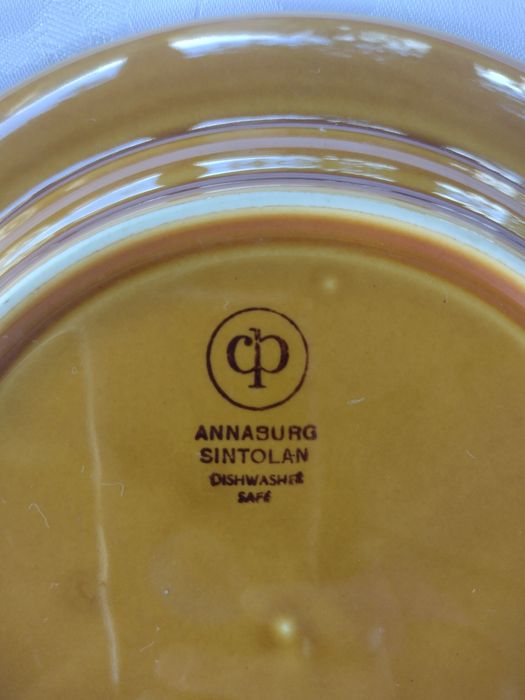 cp
ANNABURG
SINTOLAN
DISHWASHER
SAFE